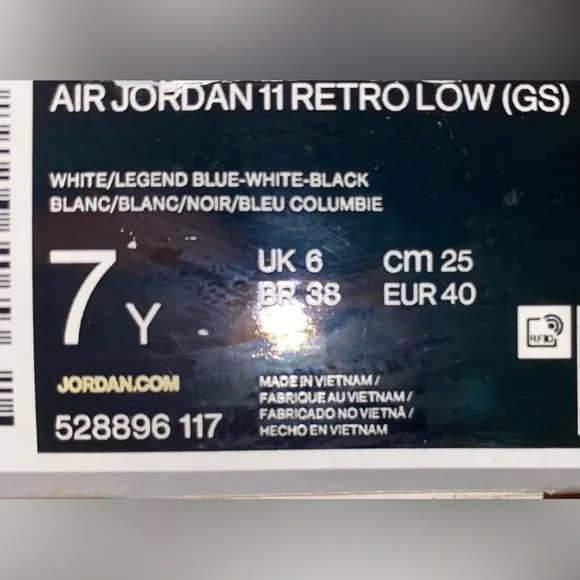 AIR JORDAN 11 RETRO LOW (GS)
WHITE/LEGEND BLUE-WHITE-BLACK
BLANC/BLANC/NOIR/BLEU COLUMBIE
7 Y
UK 6 cm 25
BR 38 EUR 40
RFID
JORDAN.COM
528896 117
MADE IN VIETNAM /
FABRIQUE AU VIETNAM /
FABRICADO NO VIETNÃ /
HECHO EN VIETNAM